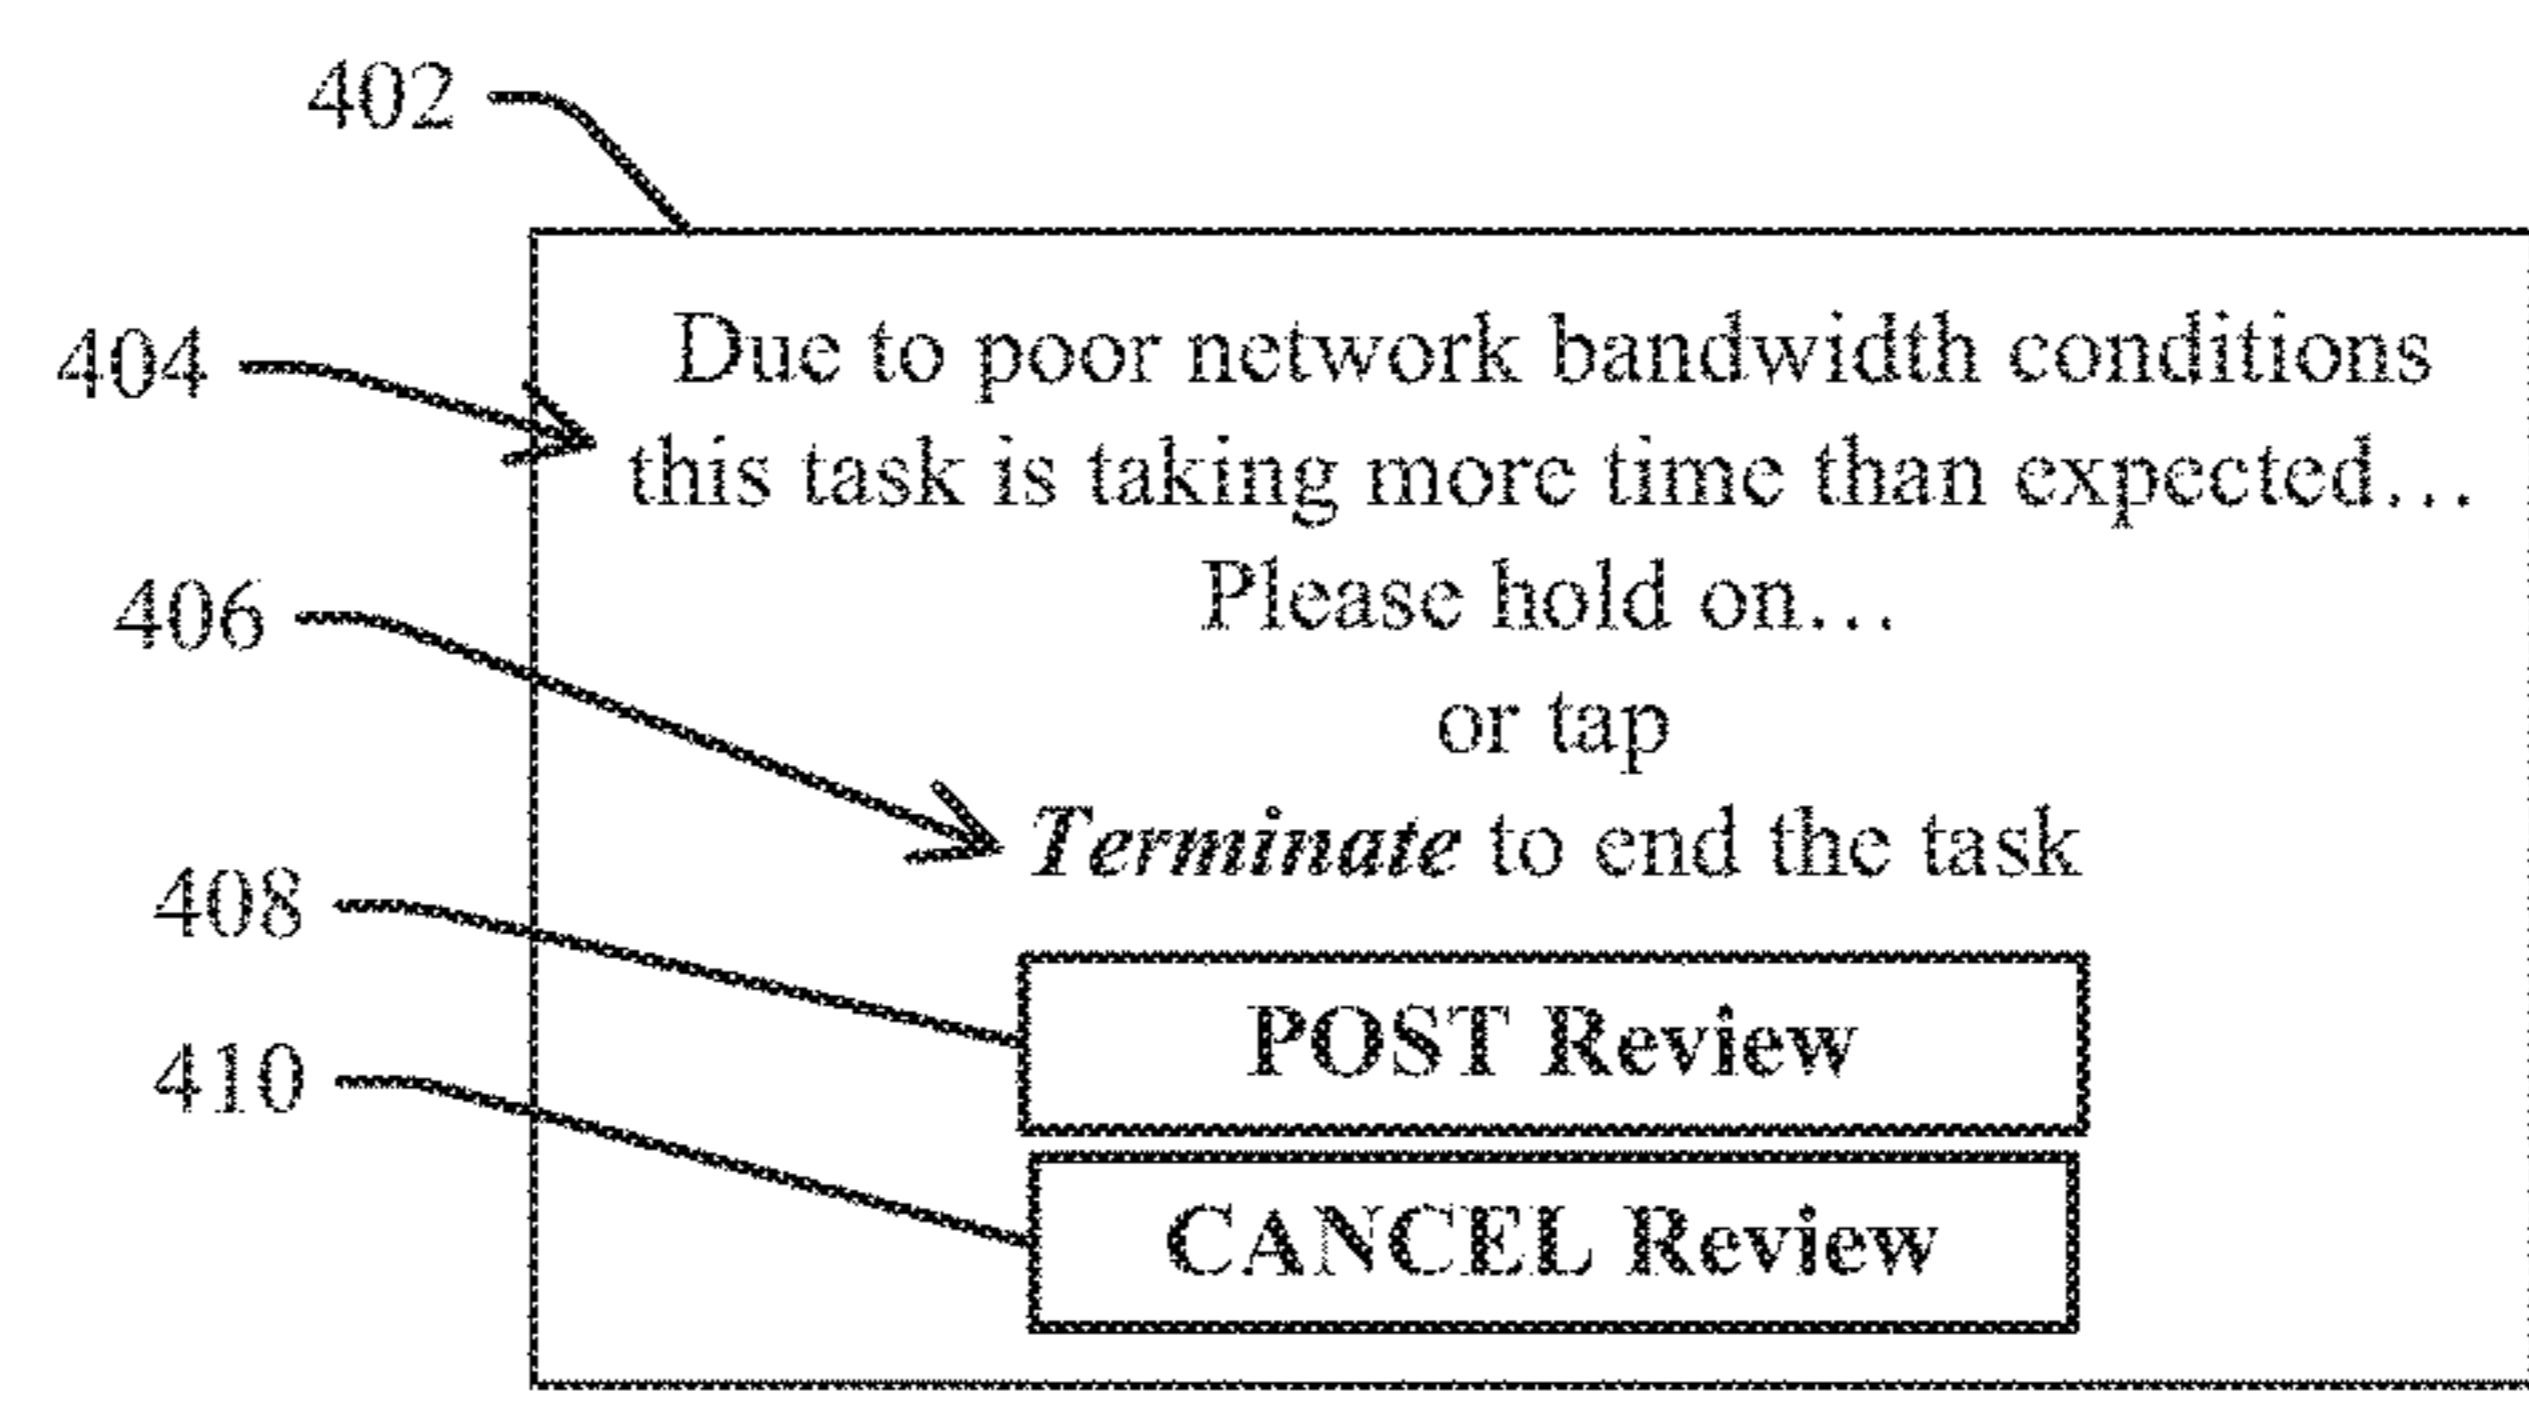 402
404
Due to poor network bandwidth conditions
this task is taking more time than expected…
Please hold on…
406
or tap
Terminate to end the task
408
POST Review
410
CANCEL Review